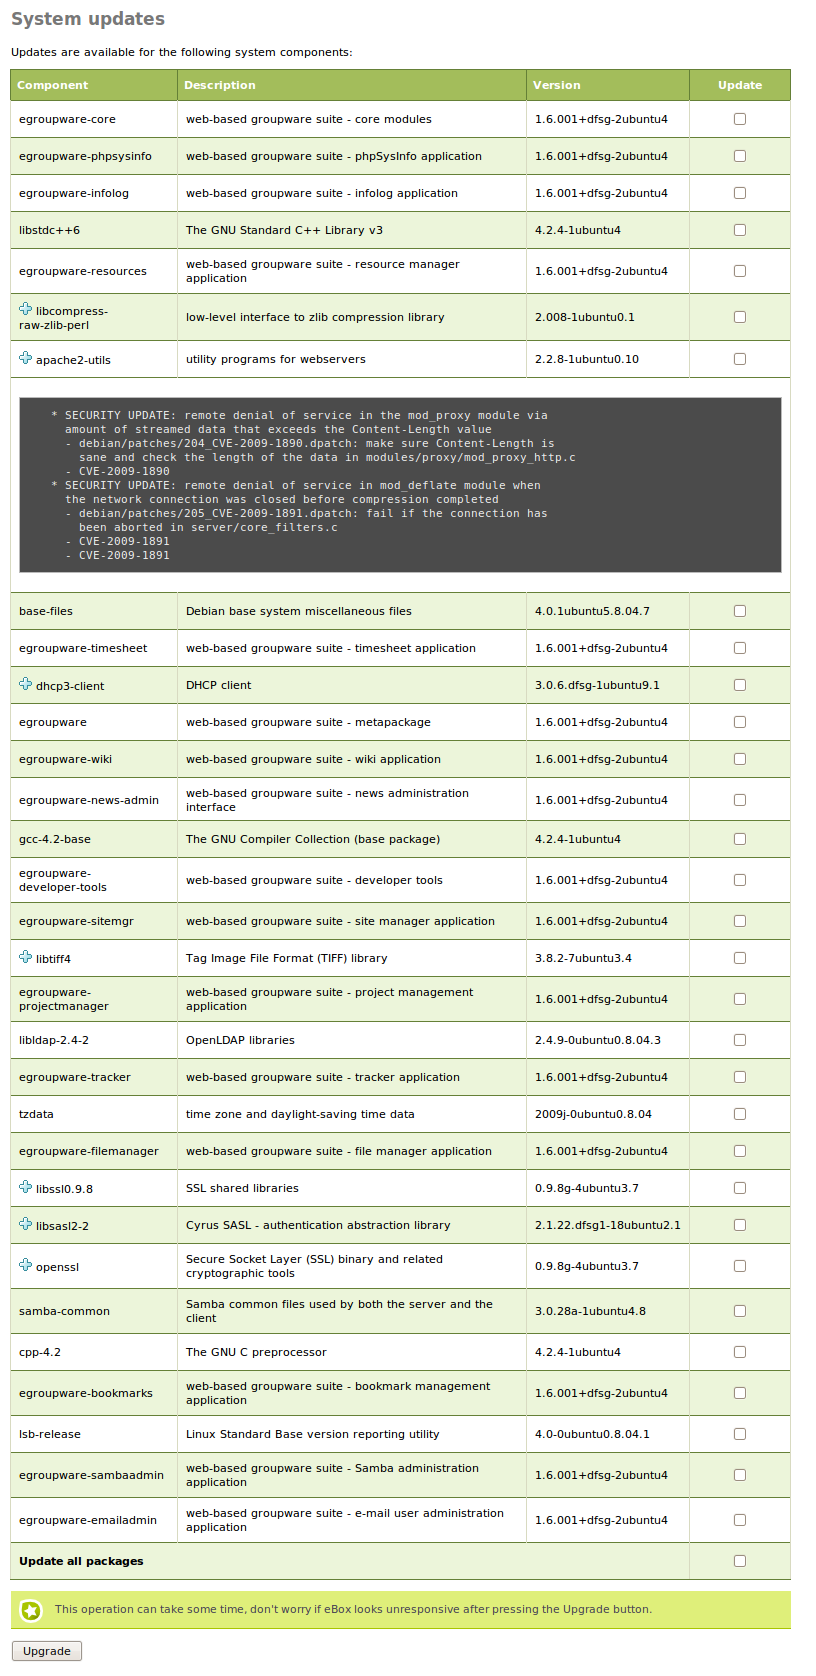 System updates
Updates are available for the following system components:
Component Description Version Update
egroupware-core web-based groupware suite - core modules 1.6.001+dfsg-2ubuntu4
egroupware-phpsysinfo web-based groupware suite - phpSysInfo application 1.6.001+dfsg-2ubuntu4
egroupware-infolog web-based groupware suite - infolog application 1.6.001+dfsg-2ubuntu4
libstdc++6 The GNU Standard C++ Library v3 4.2.4-1ubuntu4
egroupware-resources web-based groupware suite - resource manager
application 1.6.001+dfsg-2ubuntu4
libcompress-
raw-zlib-perl low-level interface to zlib compression library 2.008-1ubuntu0.1
apache2-utils utility programs for webservers 2.2.8-1ubuntu0.10
* SECURITY UPDATE: remote denial of service in the mod_proxy module via
amount of streamed data that exceeds the Content-Length value
- debian/patches/204_CVE-2009-1890.dpatch: make sure Content-Length is
sane and check the length of the data in modules/proxy/mod_proxy_http.c
- CVE-2009-1890
* SECURITY UPDATE: remote denial of service in mod_deflate module when
the network connection was closed before compression completed
- debian/patches/205_CVE-2009-1891.dpatch: fail if the connection has
been aborted in server/core_filters.c
- CVE-2009-1891
- CVE-2009-1891
base-files Debian base system miscellaneous files 4.0.1ubuntu5.8.04.7
egroupware-timesheet web-based groupware suite - timesheet application 1.6.001+dfsg-2ubuntu4
dhcp3-client DHCP client 3.0.6.dfsg-1ubuntu9.1
egroupware web-based groupware suite - metapackage 1.6.001+dfsg-2ubuntu4
egroupware-wiki web-based groupware suite - wiki application 1.6.001+dfsg-2ubuntu4
egroupware-news-admin web-based groupware suite - news administration
interface 1.6.001+dfsg-2ubuntu4
gcc-4.2-base The GNU Compiler Collection (base package) 4.2.4-1ubuntu4
egroupware-
developer-tools web-based groupware suite - developer tools 1.6.001+dfsg-2ubuntu4
egroupware-sitemgr web-based groupware suite - site manager application 1.6.001+dfsg-2ubuntu4
libtiff4 Tag Image File Format (TIFF) library 3.8.2-7ubuntu3.4
egroupware-
projectmanager web-based groupware suite - project management
application 1.6.001+dfsg-2ubuntu4
libldap-2.4-2 OpenLDAP libraries 2.4.9-0ubuntu0.8.04.3
egroupware-tracker web-based groupware suite - tracker application 1.6.001+dfsg-2ubuntu4
tzdata time zone and daylight-saving time data 2009j-0ubuntu0.8.04
egroupware-filemanager web-based groupware suite - file manager application 1.6.001+dfsg-2ubuntu4
libssl0.9.8 SSL shared libraries 0.9.8g-4ubuntu3.7
libsasl2-2 Cyrus SASL - authentication abstraction library 2.1.22.dfsg1-18ubuntu2.1
openssl Secure Socket Layer (SSL) binary and related
cryptographic tools 0.9.8g-4ubuntu3.7
samba-common Samba common files used by both the server and the
client 3.0.28a-1ubuntu4.8
cpp-4.2 The GNU C preprocessor 4.2.4-1ubuntu4
egroupware-bookmarks web-based groupware suite - bookmark management
application 1.6.001+dfsg-2ubuntu4
lsb-release Linux Standard Base version reporting utility 4.0-0ubuntu0.8.04.1
egroupware-sambaadmin web-based groupware suite - Samba administration
application 1.6.001+dfsg-2ubuntu4
egroupware-emailadmin web-based groupware suite - e-mail user administration
application 1.6.001+dfsg-2ubuntu4
Update all packages
This operation can take some time, don't worry if eBox looks unresponsive after pressing the Upgrade button.
Upgrade